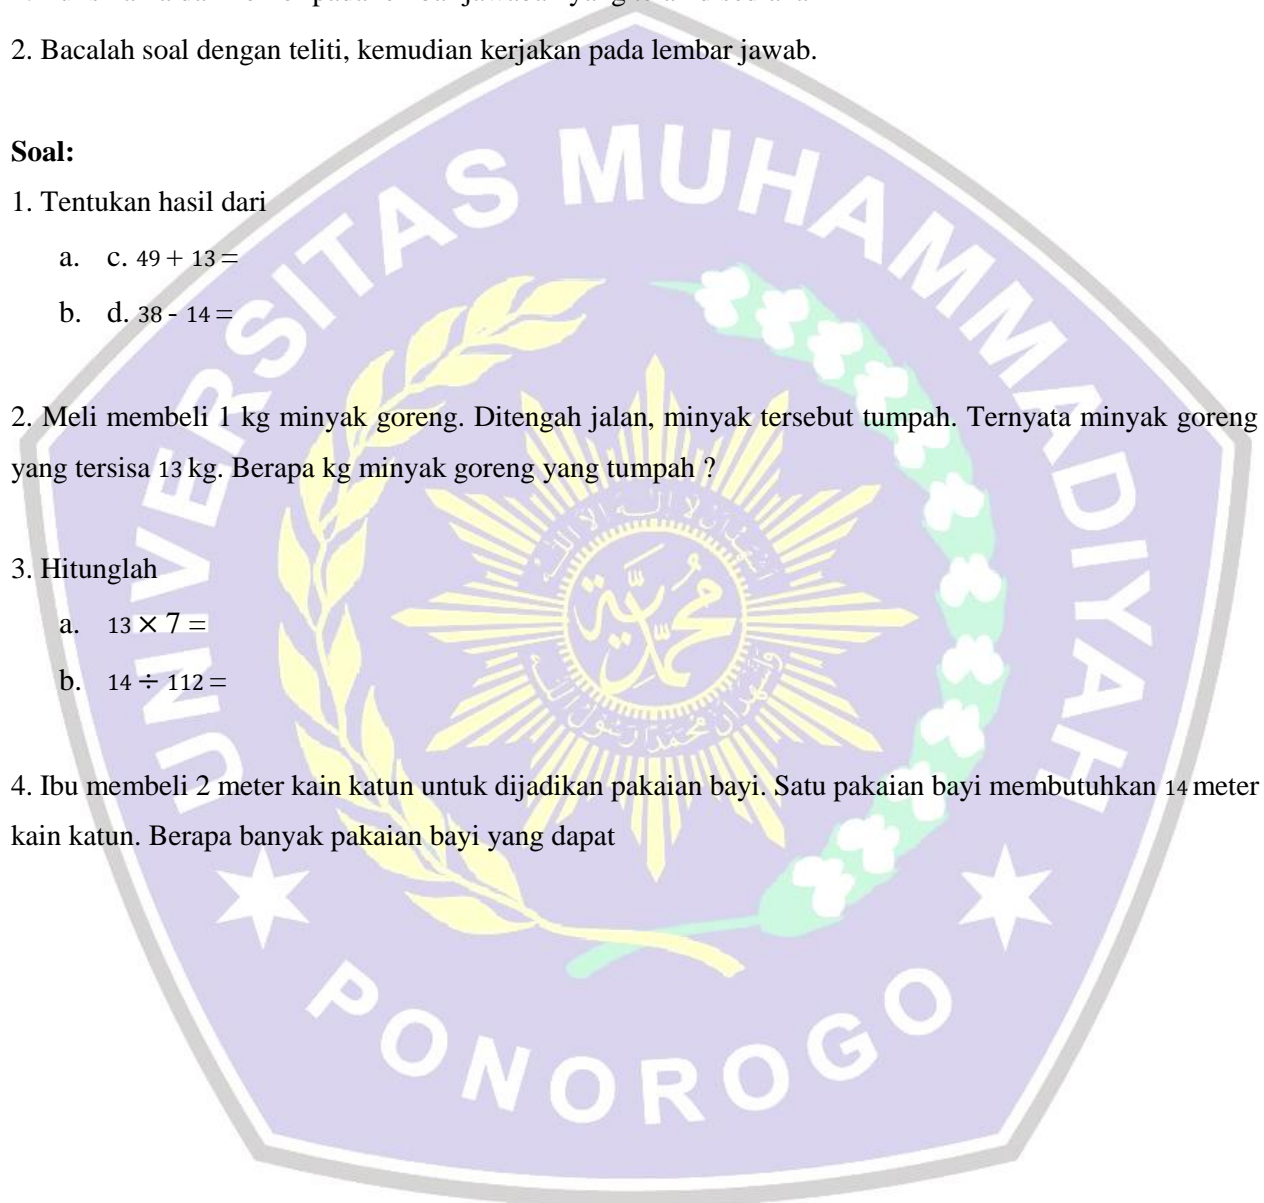 2. Bacalah soal dengan teliti, kemudian kerjakan pada lembar jawab.
Soal:
1. Tentukan hasil dari
a. c. 49 + 13 =
b. d. 38 - 14 =
2. Meli membeli 1 kg minyak goreng. Ditengah jalan, minyak tersebut tumpah. Ternyata minyak goreng
yang tersisa 13 kg. Berapa kg minyak goreng yang tumpah ?
3. Hitunglah
a. 13 × 7 =
b. 14 ÷ 112 =
4. Ibu membeli 2 meter kain katun untuk dijadikan pakaian bayi. Satu pakaian bayi membutuhkan 14 meter
kain katun. Berapa banyak pakaian bayi yang dapat
UNIVERSITAS MUHAMMADIYAH
PONOROGO
محمدية